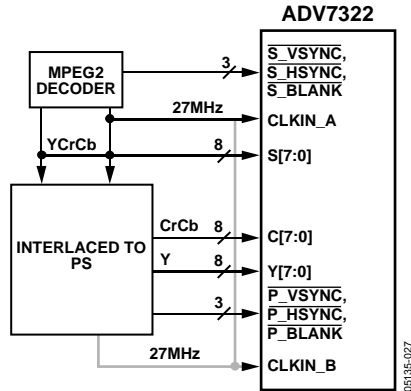 ADV7322
MPEG2
DECODER
3
S_VSYNC,
S_HSYNC,
S_BLANK
27MHz
CLKIN_A
YCrCb
8
S[7:0]
INTERLACED TO
PS
CrCb
8
C[7:0]
Y
8
Y[7:0]
3
P_VSYNC,
P_HSYNC,
P_BLANK
27MHz
CLKIN_B
05135-027